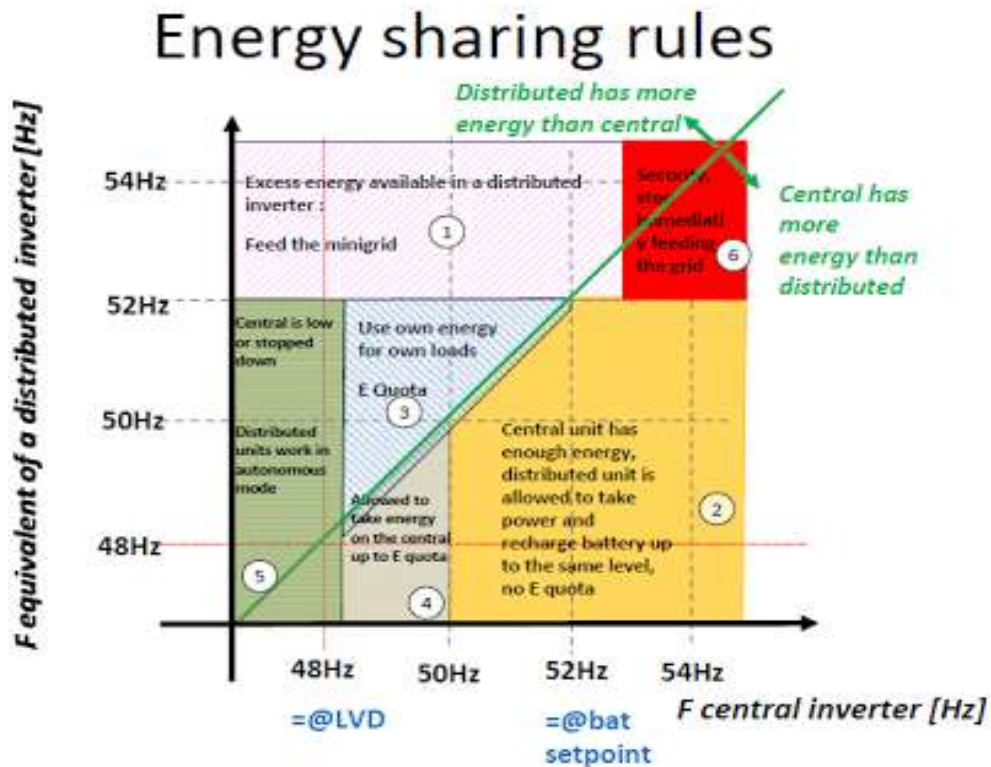 Energy sharing rules
Distributed has more
energy than central
Central has
more
energy than
distributed
F equivalent of a distributed inverter [Hz]
54Hz
52Hz
50Hz
48Hz
Excess energy available in a distributed
inverter :
Feed the minigrid
1
Security,
stop
immediatl
y feeding
the grid
6
Central is low
or stopped
down
Distributed
units work in
autonomous
mode
5
Use own energy
for own loads
E Quota
3
Allowed to
take energy
on the central
up to E quota
4
Central unit has
enough energy,
distributed unit is
allowed to take
power and
recharge battery up
to the same level,
no E quota
2
48Hz
50Hz
52Hz
54Hz
F central inverter [Hz]
=@LVD
=@bat
setpoint